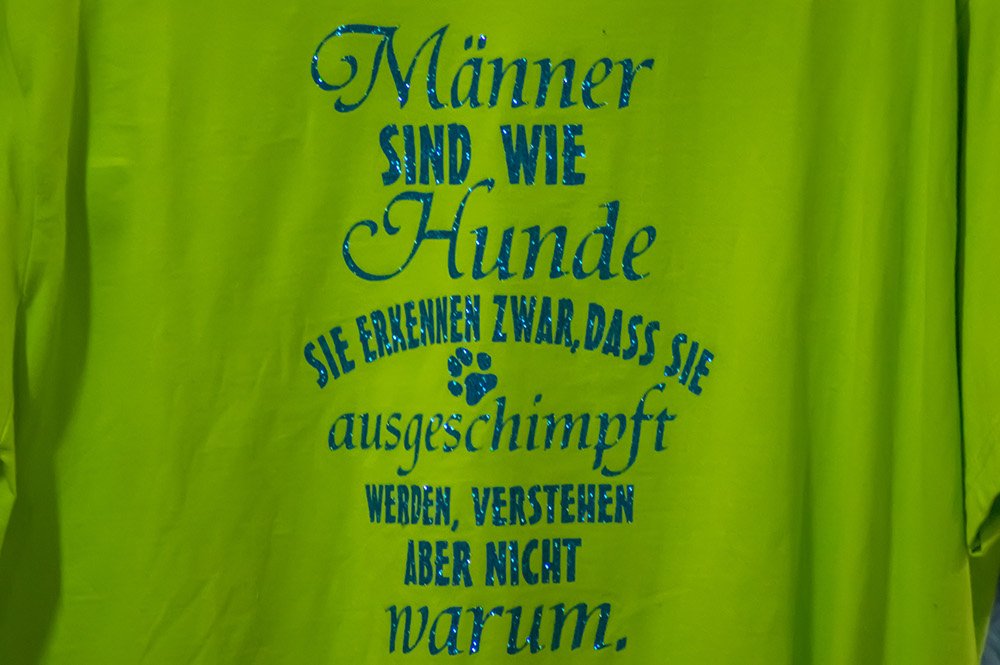 Männer
SIND WIE
Hunde
SIE ERKENNEN ZWAR, DASS SIE
ausgeschimpft
WERDEN, VERSTEHEN
ABER NICHT
warum.